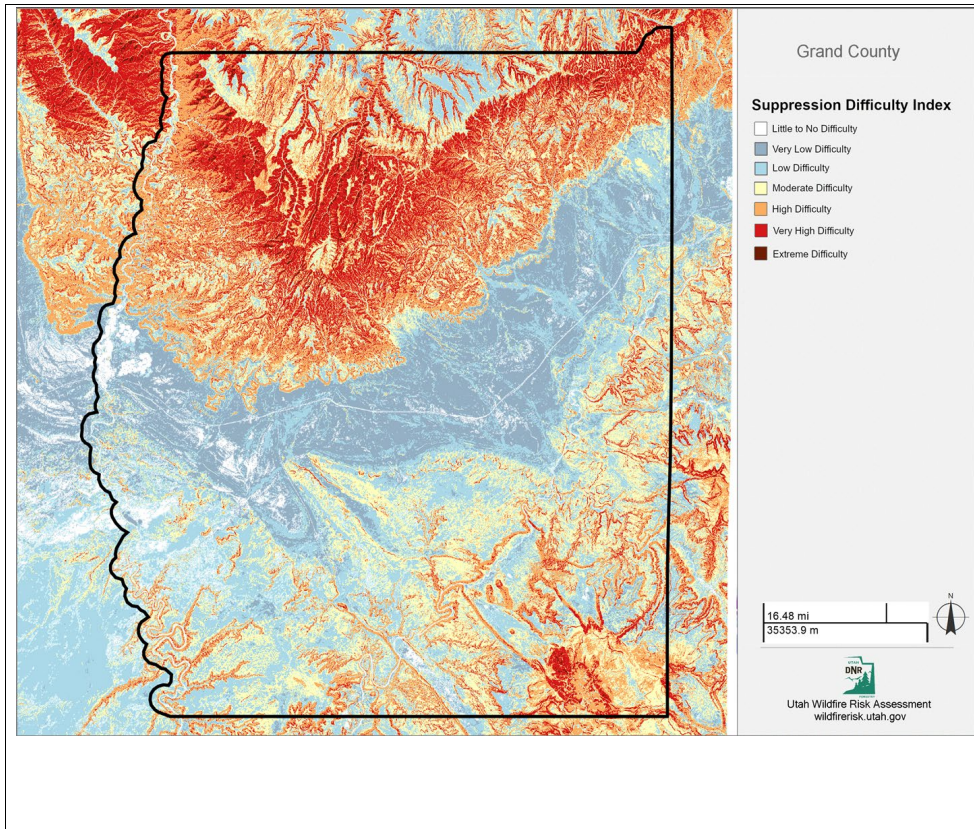 Grand County
Suppression Difficulty Index
Little to No Difficulty
Very Low Difficulty
Low Difficulty
Moderate Difficulty
High Difficulty
Very High Difficulty
Extreme Difficulty
N
16.48 mi
35353.9 m
UTAH
DNR
Utah Wildfire Risk Assessment
wildfirerisk.utah.gov